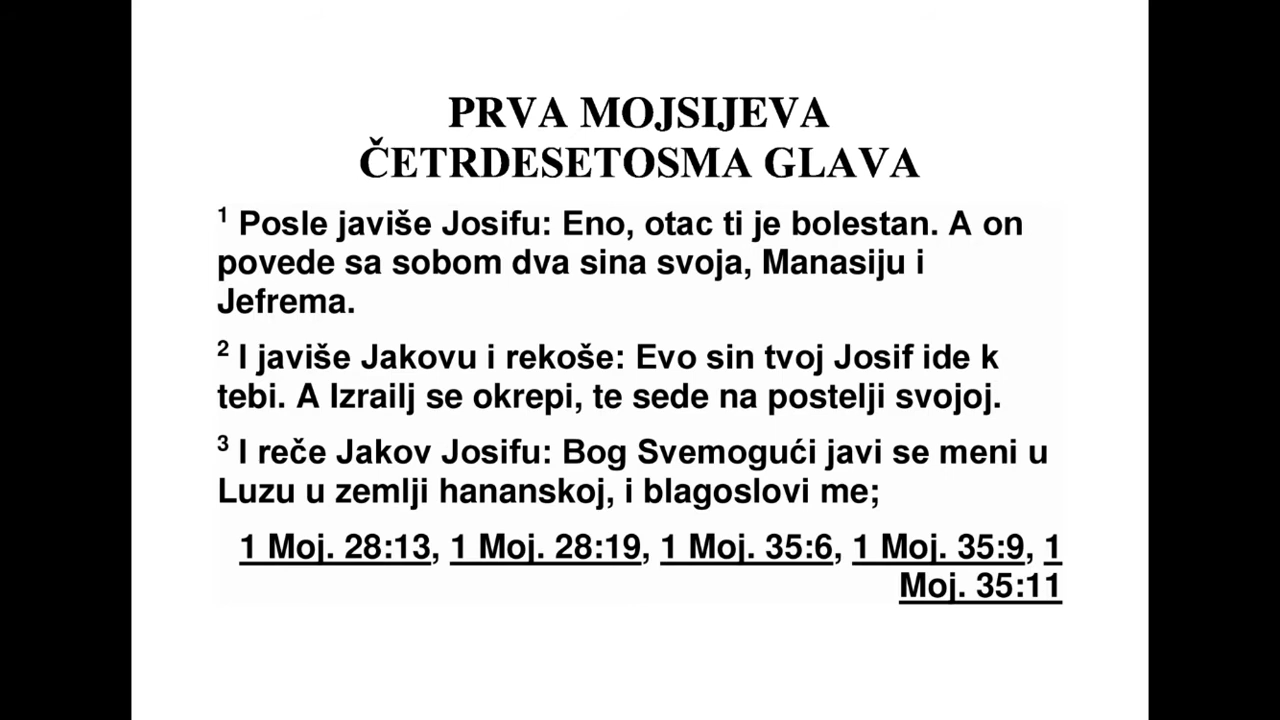 PRVA MOJSIJEVA
ČETRDESETOSMA GLAVA
1 Posle javiše Josifu: Eno, otac ti je bolestan. A on
povede sa sobom dva sina svoja, Manasiju i
Jefrema.
2 I javiše Jakovu i rekoše: Evo sin tvoj Josif ide k
tebi. A Izrailj se okrepi, te sede na postelji svojoj.
3 I reče Jakov Josifu: Bog Svemogući javi se meni u
Luzu u zemlji hananskoj, i blagoslovi me;
1 Moj. 28:13, 1 Moj. 28:19, 1 Moj. 35:6, 1 Moj. 35:9, 1
Moj. 35:11